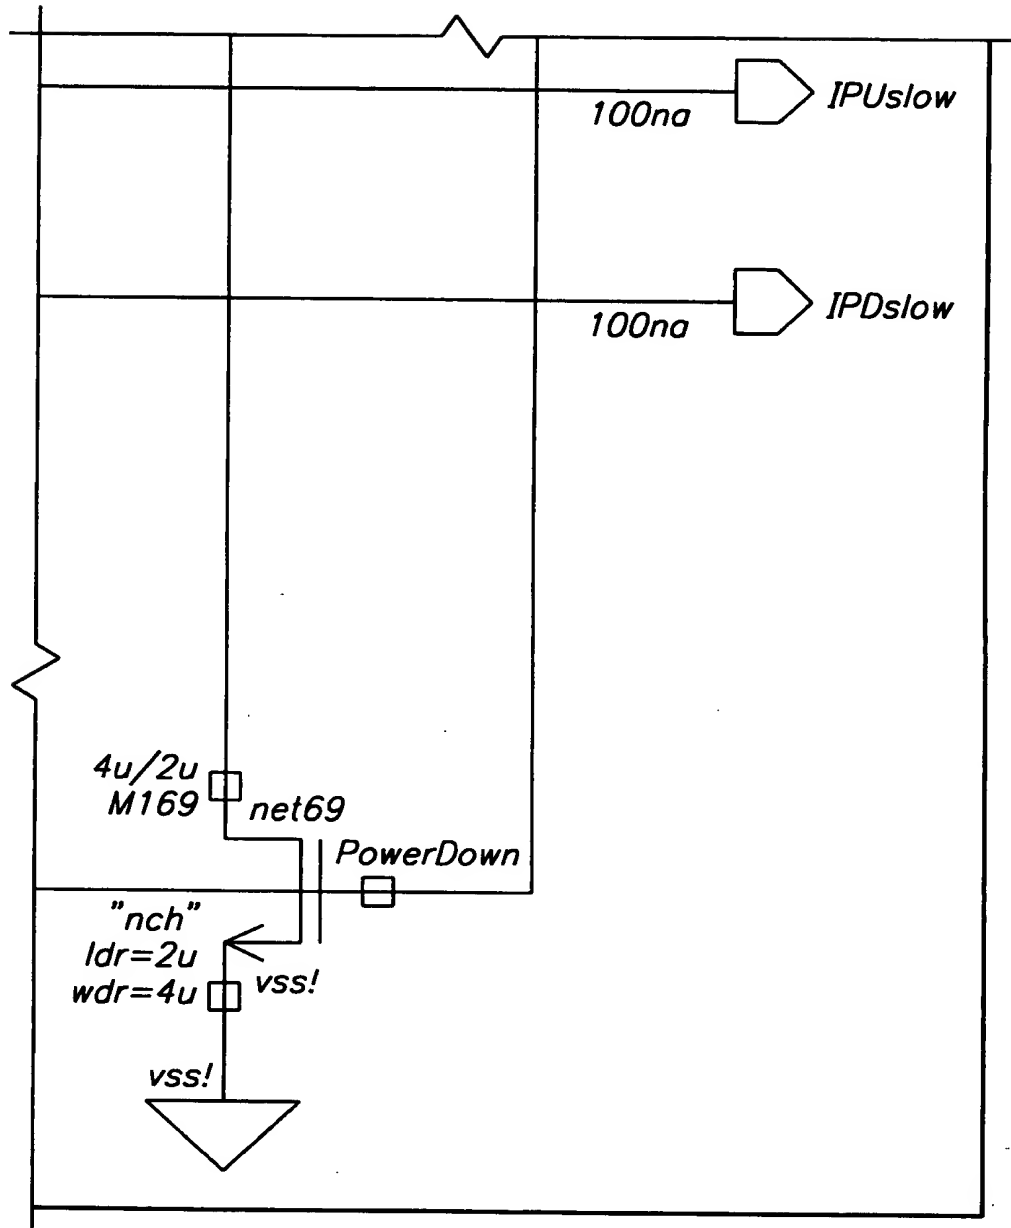 IPUslow
100na
IPDslow
100na
4u/2u
M169
net69
PowerDown
"nch"
ldr=2u
vss!
wdr=4u
vss!